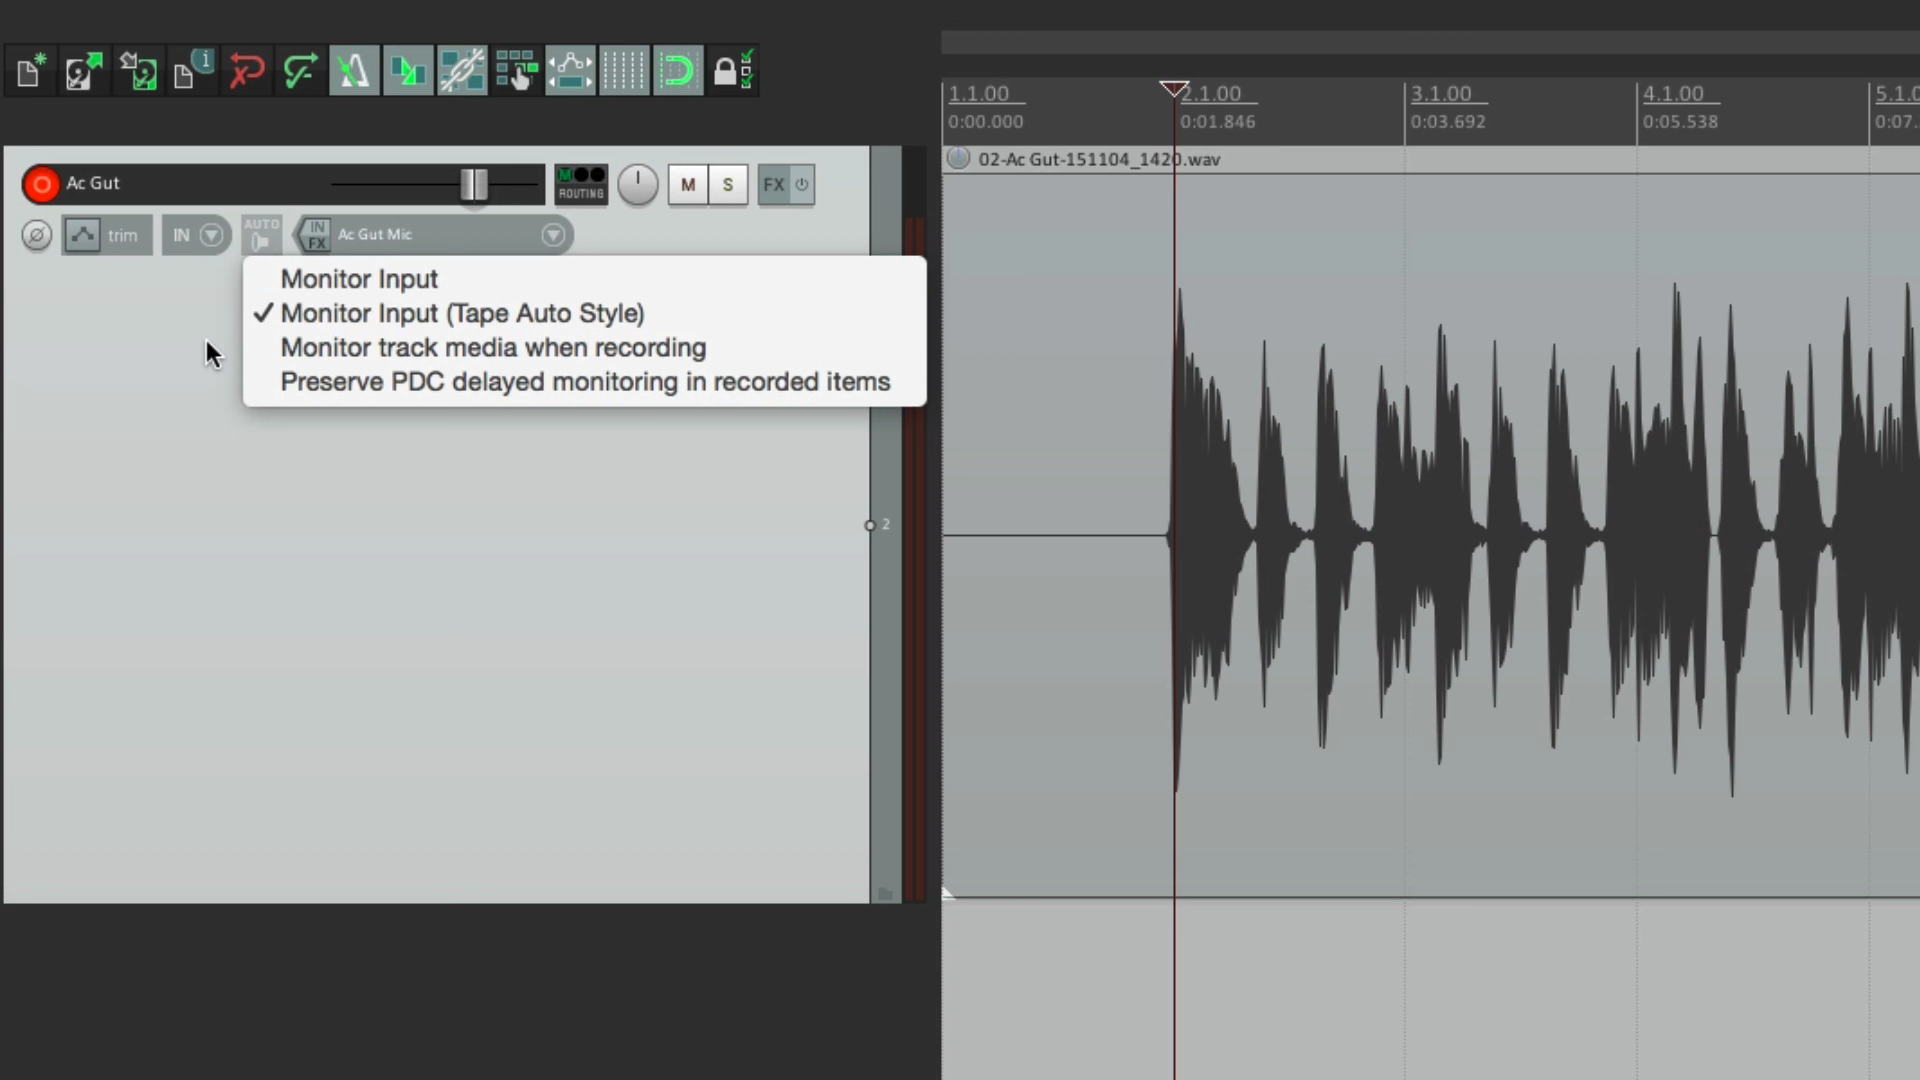 1.1.00
2.1.00
3.1.00
4.1.00
5.1.0
0:00.000
0:01.846
0:03.692
0:05.538
0:07.
02-Ac Gut-151104_1420.wav
Ac Gut
M
ROUTING
M
S
FX
trim
IN
AUTO
IN
FX
Ac Gut Mic
Monitor Input
✓ Monitor Input (Tape Auto Style)
Monitor track media when recording
Preserve PDC delayed monitoring in recorded items
2